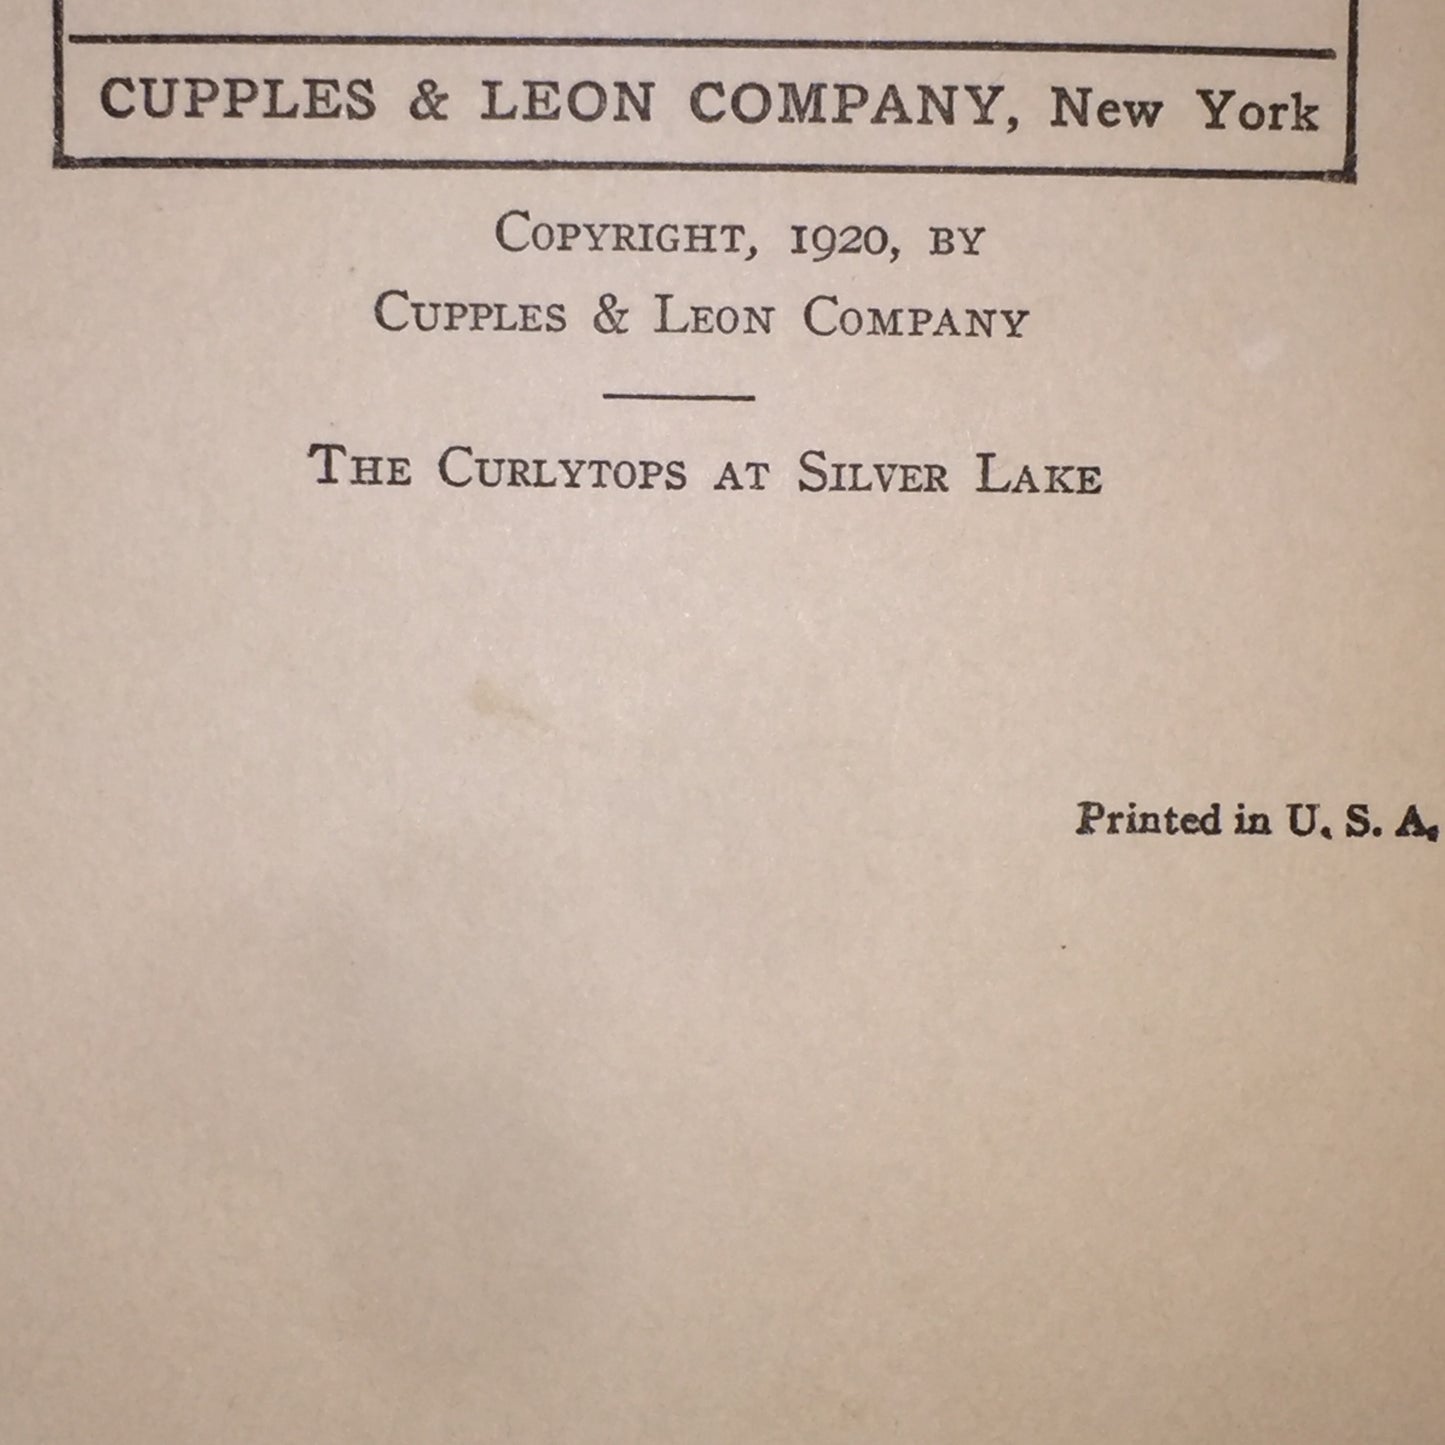 CUPPLES & LEON COMPANY, New York
COPYRIGHT, 1920, BY
CUPPLES & LEON COMPANY
THE CURLYTOPS AT SILVER LAKE
Printed in U. S. A.